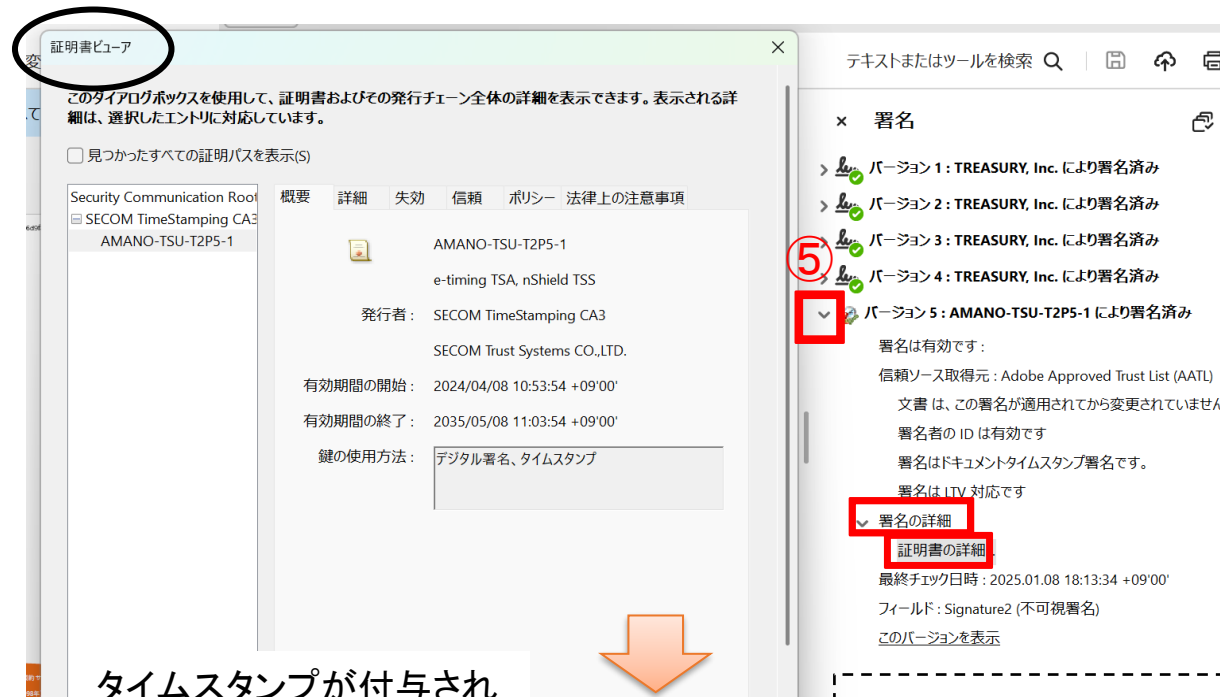 証明書ビューア
変
このダイアログボックスを使用して、証明書およびその発行チェーン全体の詳細を表示できます。表示される詳
細は、選択したエントリに対応しています。
て
見つかったすべての証明パスを表示(S)
Security Communication Root
SECOM TimeStamping CA3
AMANO-TSU-T2P5-1
概要 詳細 失効 信頼 ポリシー 法律上の注意事項
AMANO-TSU-T2P5-1
e-timing TSA, nShield TSS
発行者 : SECOM TimeStamping CA3
SECOM Trust Systems CO.,LTD.
有効期間の開始 : 2024/04/08 10:53:54 +09'00'
有効期間の終了 : 2035/05/08 11:03:54 +09'00'
鍵の使用方法 : デジタル署名、タイムスタンプ
タイムスタンプが付与され
テキストまたはツールを検索
署名
バージョン 1 : TREASURY, Inc. により署名済み
バージョン 2 : TREASURY, Inc. により署名済み
バージョン 3 : TREASURY, Inc. により署名済み
⑤
バージョン 4 : TREASURY, Inc. により署名済み
バージョン 5 : AMANO-TSU-T2P5-1 により署名済み
署名は有効です :
信頼ソース取得元 : Adobe Approved Trust List (AATL)
文書 は、この署名が適用されてから変更されていません
署名者の ID は有効です
署名はドキュメントタイムスタンプ署名です。
署名は LTV 対応です
署名の詳細
証明書の詳細
最終チェック日時 : 2025.01.08 18:13:34 +09'00'
フィールド : Signature2 (不可視署名)
このバージョンを表示